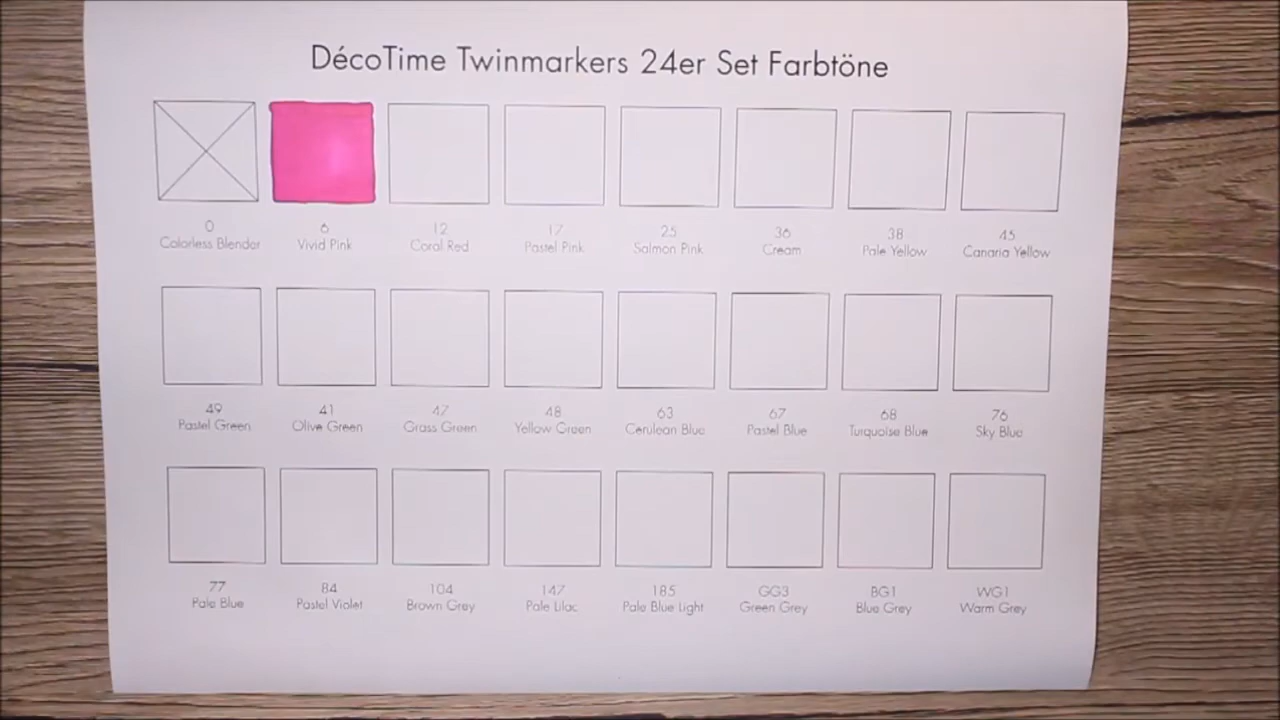 DécoTime Twinmarkers 24er Set Farbtöne
0 6 12 17 25 36 38 45
Colorless Blender Vivid Pink Coral Red Pastel Pink Salmon Pink Cream Pale Yellow Canaria Yellow
49 41 47 48 63 67 68 76
Pastel Green Olive Green Grass Green Yellow Green Cerulean Blue Pastel Blue Turquoise Blue Sky Blue
77 84 104 147 185 GG3 BG1 WG1
Pale Blue Pastel Violet Brown Grey Pale Lilac Pale Blue Light Green Grey Blue Grey Warm Grey